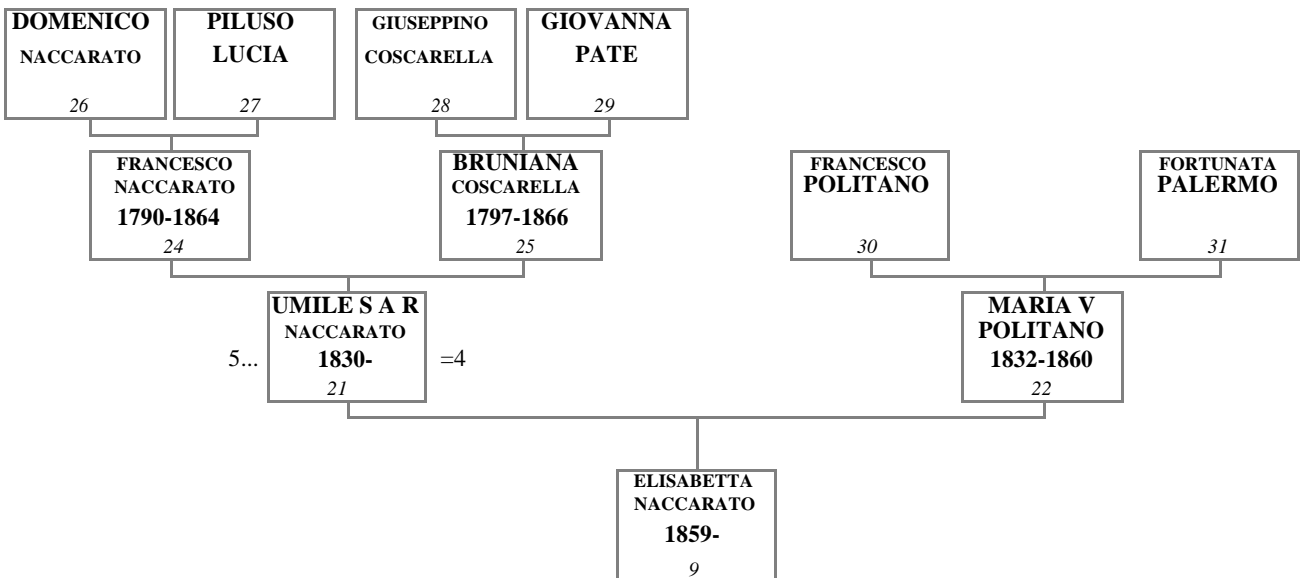 DOMENICO
NACCARATO
26
PILUSO
LUCIA
27
GIUSEPPINO
COSCARELLA
28
GIOVANNA
PATE
29
FRANCESCO
NACCARATO
1790-1864
24
BRUNIANA
COSCARELLA
1797-1866
25
FRANCESCO
POLITANO
30
FORTUNATA
PALERMO
31
5...
UMILE S A R
NACCARATO
1830-
21
=4
MARIA V
POLITANO
1832-1860
22
ELISABETTA
NACCARATO
1859-
9